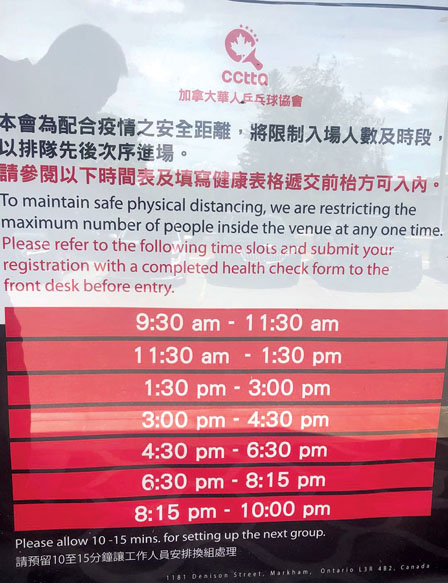 cctta
加拿大華人乒乓球協會
本會為配合疫情之安全距離，將限制入場人數及時段，
以排隊先後次序進場。
請參閱以下時間表及填寫健康表格遞交前枱方可入內。
To maintain safe physical distancing, we are restricting the
maximum number of people inside the venue at any one time.
Please refer to the following time slots and submit your
registration with a completed health check form to the
front desk before entry.
9:30 am - 11:30 am
11:30 am - 1:30 pm
1:30 pm - 3:00 pm
3:00 pm - 4:30 pm
4:30 pm - 6:30 pm
6:30 pm - 8:15 pm
8:15 pm - 10:00 pm
Please allow 10 -15 mins. for setting up the next group.
請預留10至15分鐘讓工作人員安排換組處理
1181 Denison Street, Markham, Ontario L3R 4B2, Canada